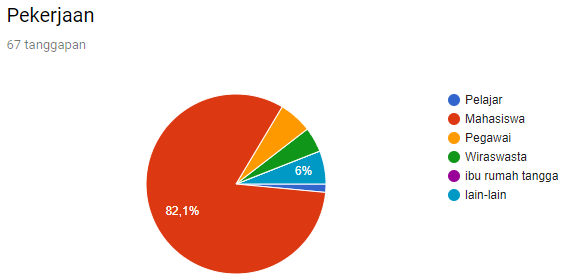 Pekerjaan
67 tanggapan
6%
82,1%
Pelajar
Mahasiswa
Pegawai
Wiraswasta
ibu rumah tangga
lain-lain